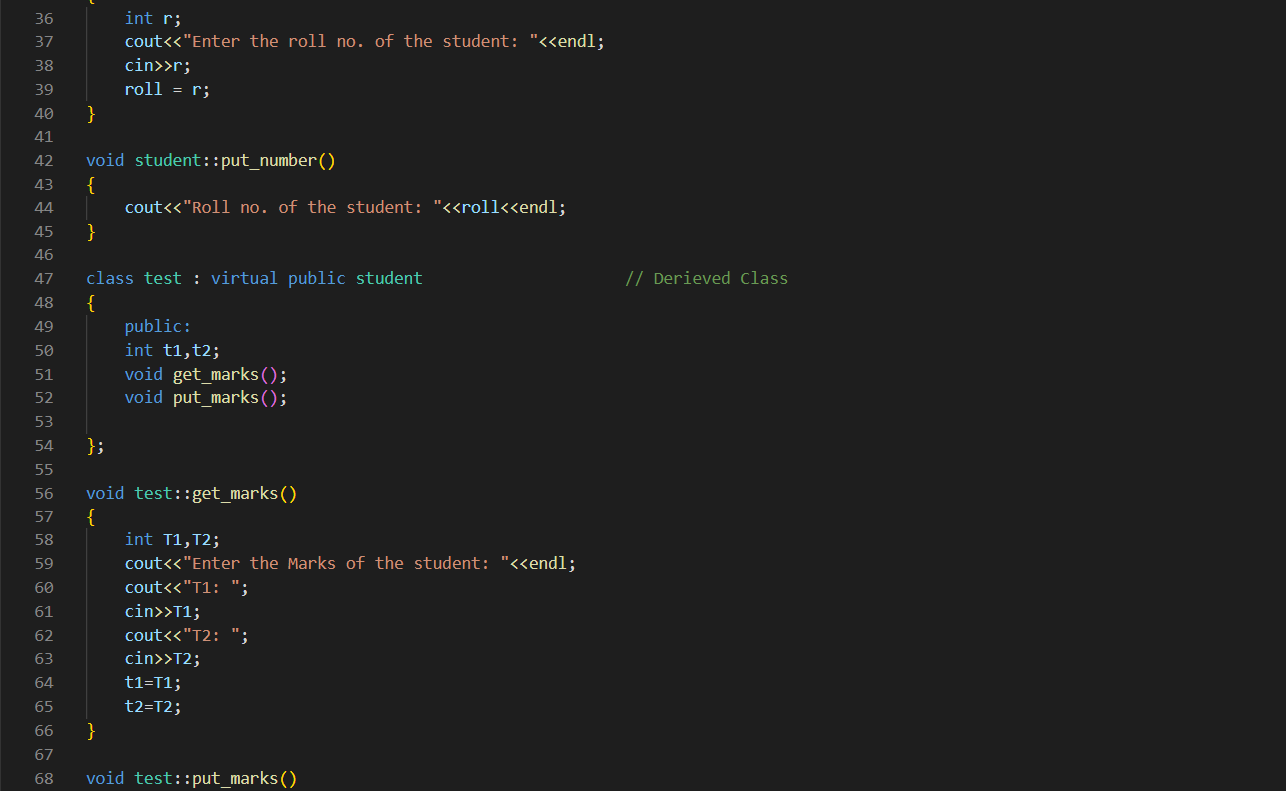 {
36 int r;
37 cout<<"Enter the roll no. of the student: "<<endl;
38 cin>>r;
39 roll = r;
40 }
41
42 void student::put_number()
43 {
44 cout<<"Roll no. of the student: "<<roll<<endl;
45 }
46
47 class test : virtual public student // Derieved Class
48 {
49 public:
50 int t1,t2;
51 void get_marks();
52 void put_marks();
53
54 };
55
56 void test::get_marks()
57 {
58 int T1,T2;
59 cout<<"Enter the Marks of the student: "<<endl;
60 cout<<"T1: ";
61 cin>>T1;
62 cout<<"T2: ";
63 cin>>T2;
64 t1=T1;
65 t2=T2;
66 }
67
68 void test::put_marks()